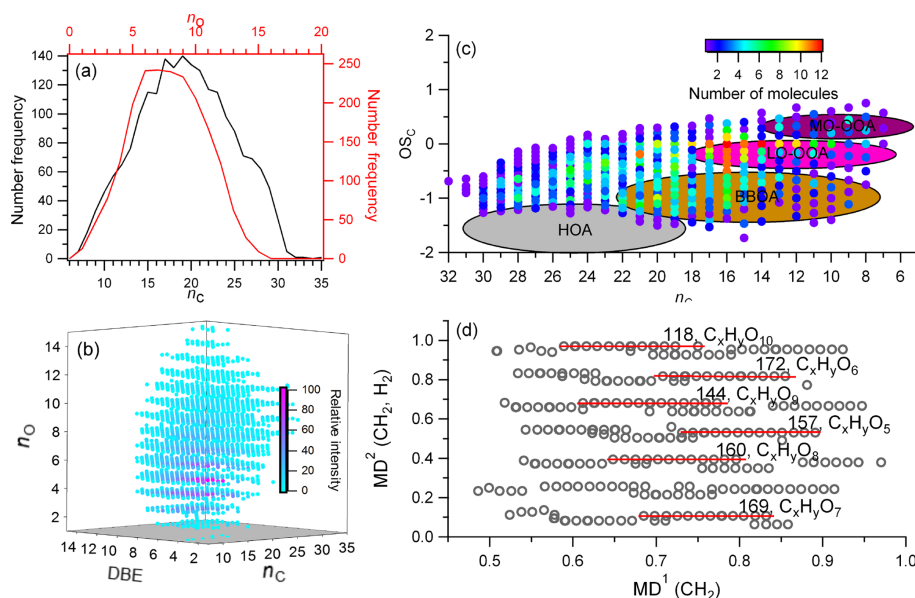 nO
0 5 10 15 20
(a)
Number frequency
140
120
100
80
60
40
20
0
250
200
150
100
50
0
Number frequency
5 10 15 20 25 30 35
nC
(b)
nO
14
12
10
8
6
4
2
Relative intensity
100
80
60
40
20
0
14 12 10 8 6 4 2
DBE
10 15 20 25 30 35
nC
(c)
2 4 6 8 10 12
Number of molecules
OSC
2
1
0
-1
-2
MO-OOA
LO-OOA
BBOA
HOA
32 30 28 26 24 22 20 18 16 14 12 10 8 6
nC
(d)
MD2 (CH2, H2)
1.0
0.8
0.6
0.4
0.2
0.0
118, CxHyO10
172, CxHyO6
144, CxHyO9
157, CxHyO5
160, CxHyO8
169, CxHyO7
0.5 0.6 0.7 0.8 0.9 1.0
MD1 (CH2)